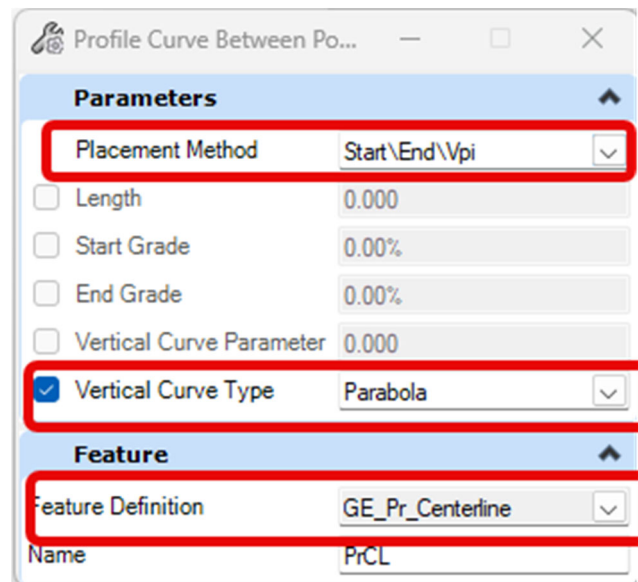 Profile Curve Between Po...
Parameters
Placement Method Start\End\Vpi
Length 0.000
Start Grade 0.00%
End Grade 0.00%
Vertical Curve Parameter 0.000
Vertical Curve Type Parabola
Feature
Feature Definition GE_Pr_Centerline
Name PrCL